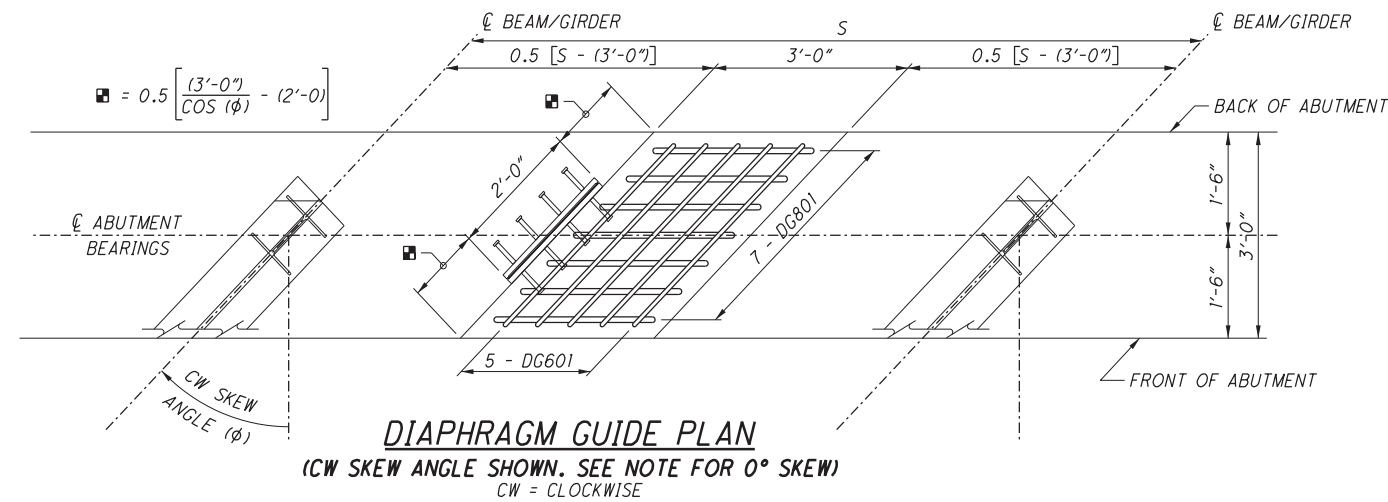 ℄ BEAM/GIRDER
℄ BEAM/GIRDER
S
0.5 [S - (3'-0")]
3'-0"
0.5 [S - (3'-0")]
= 0.5 [(3'-0") / COS (ϕ) - (2'-0)]
BACK OF ABUTMENT
2'-0"
1'-6"
℄ ABUTMENT
BEARINGS
7 - DG801
3'-0"
1'-6"
5 - DG601
CW SKEW
ANGLE (ϕ)
FRONT OF ABUTMENT
DIAPHRAGM GUIDE PLAN
(CW SKEW ANGLE SHOWN. SEE NOTE FOR 0° SKEW)
CW = CLOCKWISE